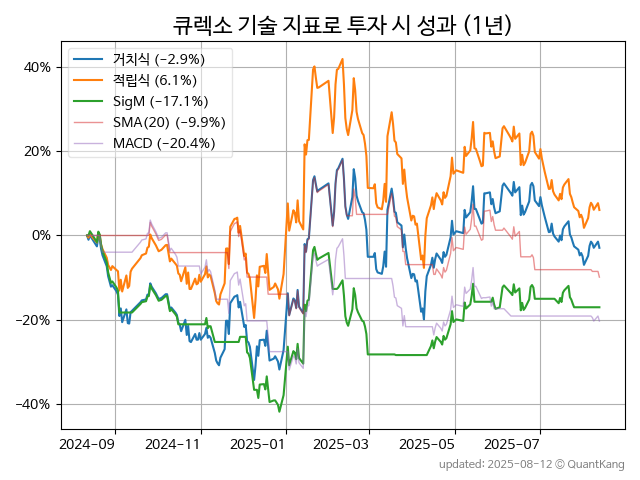 큐렉소 기술 지표로 투자 시 성과 (1년)
거치식 (−2.9%)
적립식 (6.1%)
SigM (−17.1%)
SMA(20) (−9.9%)
MACD (−20.4%)
40%
20%
0%
−20%
−40%
2024-09 2024-11 2025-01 2025-03 2025-05 2025-07
updated: 2025-08-12 © QuantKang